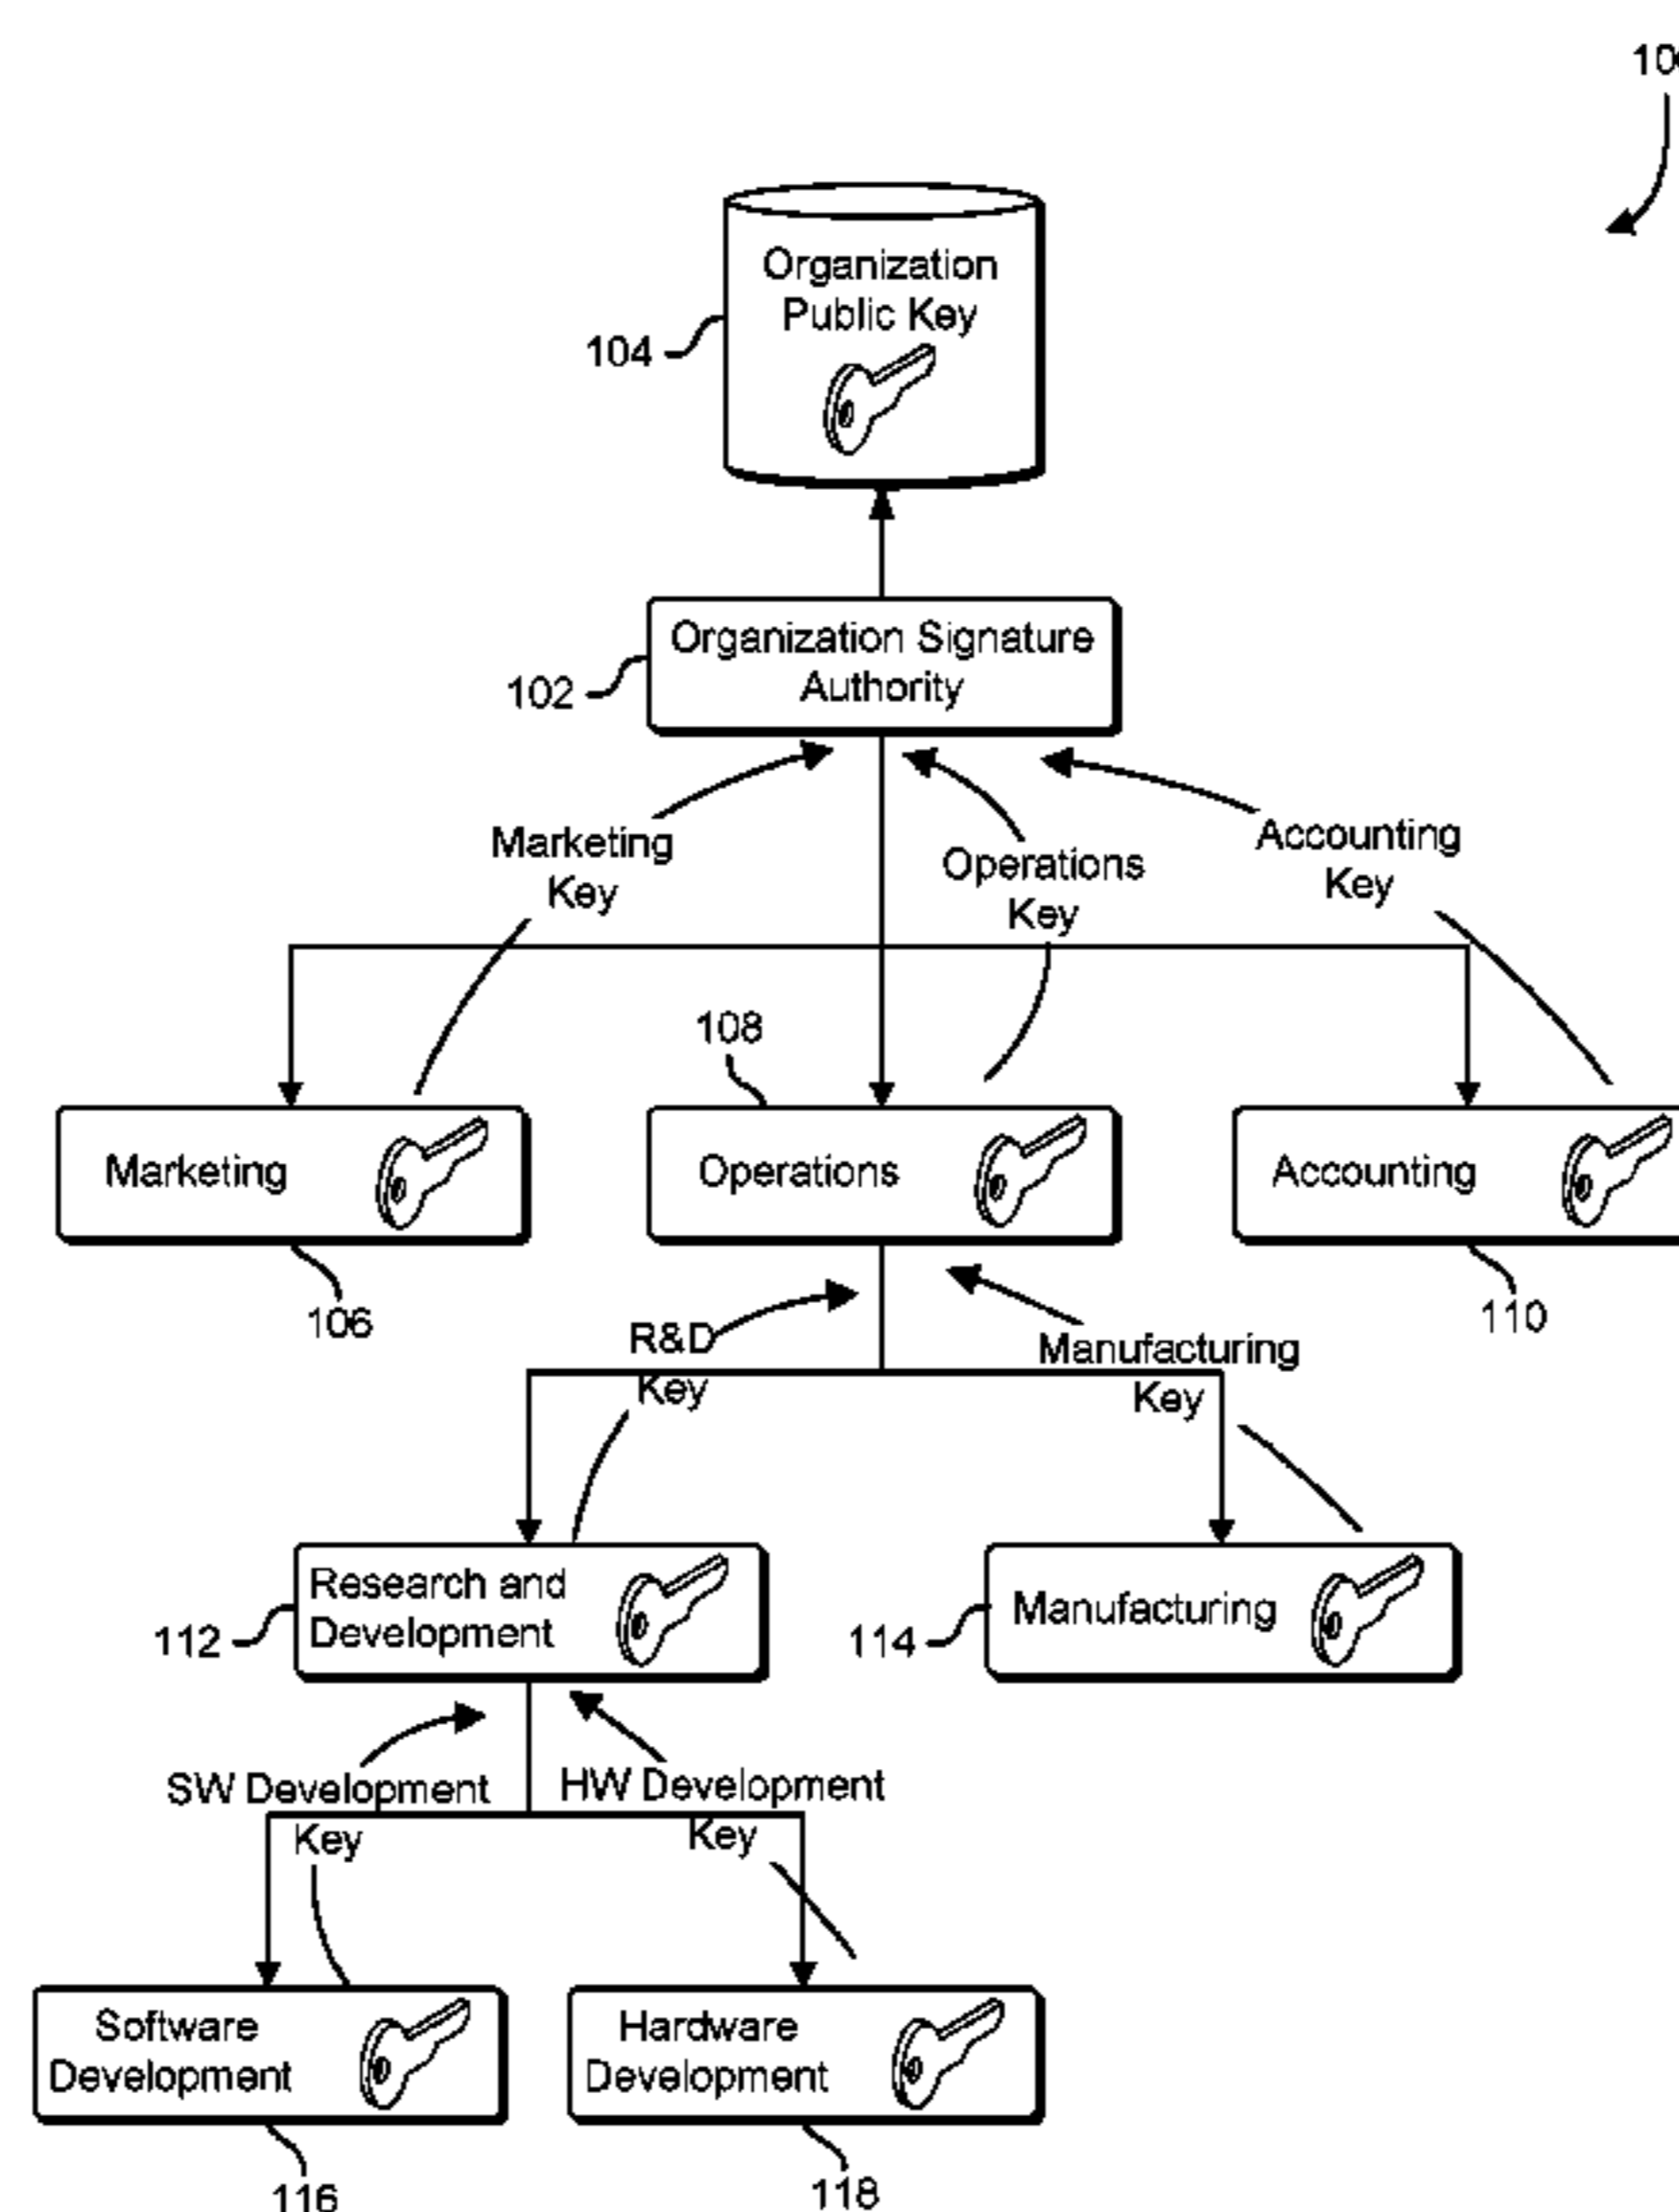 100
Organization
Public Key
104
Organization Signature
Authority
102
Marketing
Key
Operations
Key
Accounting
Key
108
Marketing
Operations
Accounting
106
110
R&D
Key
Manufacturing
Key
Research and
Development
112
Manufacturing
114
SW Development
Key
HW Development
Key
Software
Development
Hardware
Development
116
118